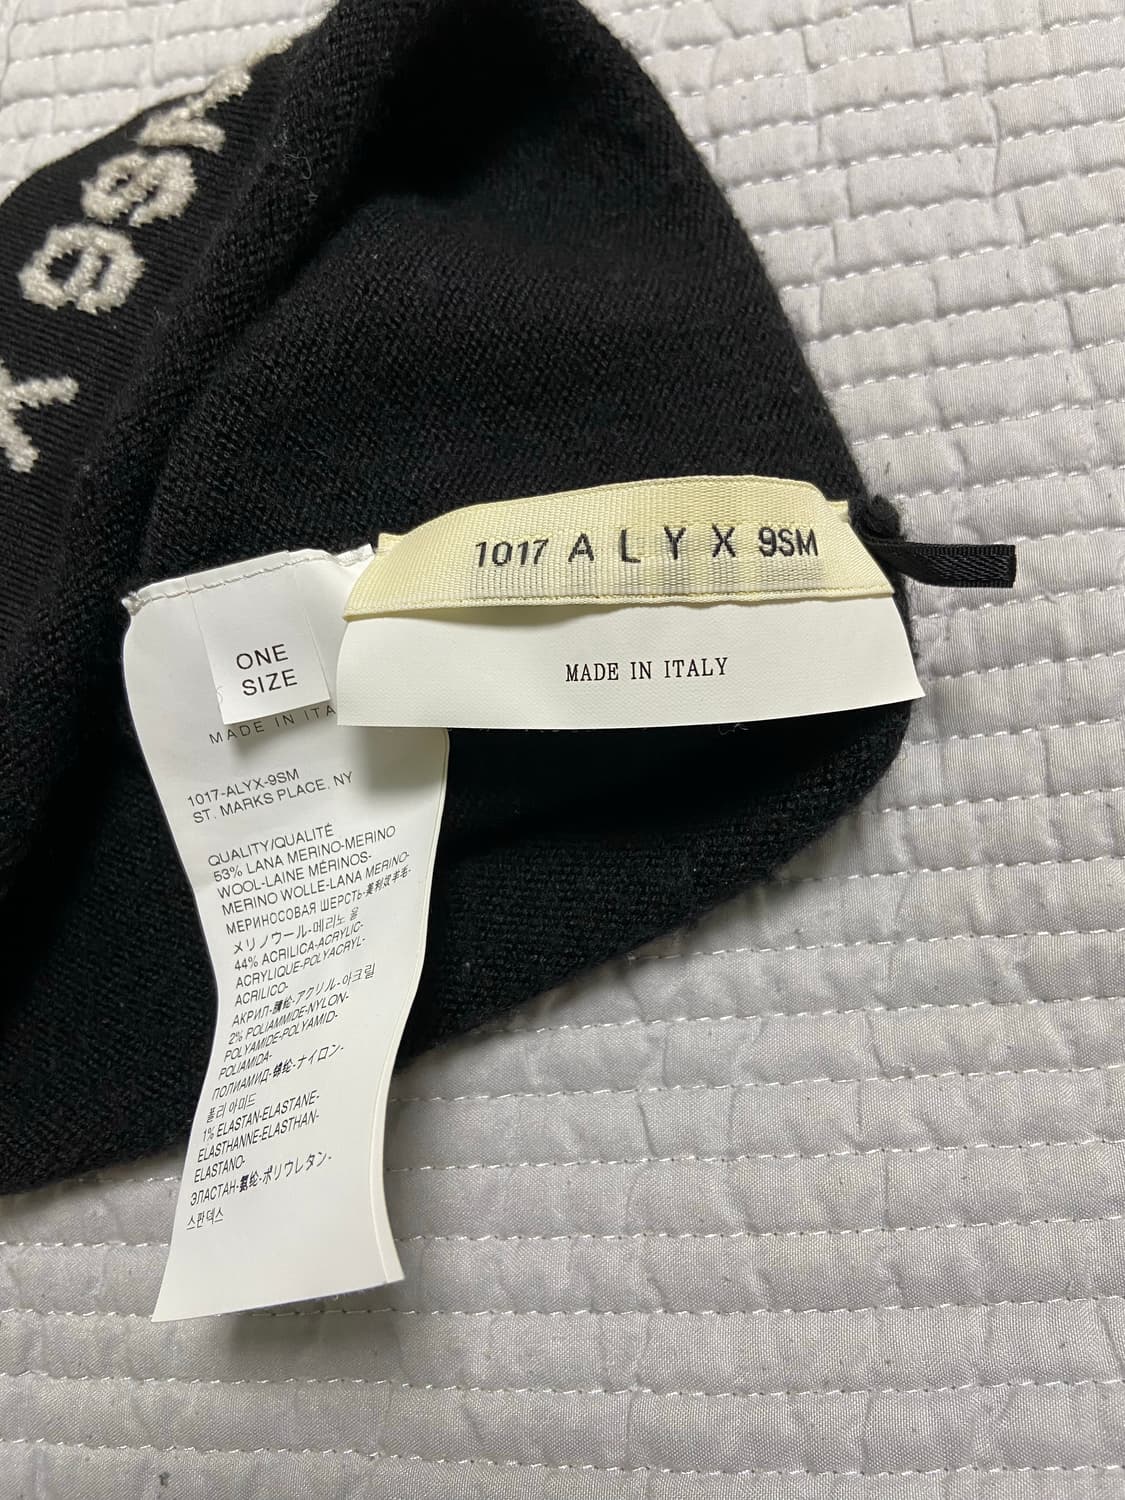 X 9SM
1017 A L Y X 9SM
MADE IN ITALY
ONE
SIZE
MADE IN ITA
1017-ALYX-9SM
ST. MARKS PLACE, NY
QUALITY/QUALITÉ
53% LANA MERINO-MERINO
WOOL-LAINE MÉRINOS-
MERINO WOLLE-LANA MERINO-
МЕРИНОСОВАЯ ШЕРСТЬ-美利奴羊毛-
メリノウール-메리노 울
44% ACRILICA-ACRYLIC-
ACRYLIQUE-POLYACRYL-
ACRILICO-
АКРИЛ-腈纶-アクリル-아크릴
2% POLIAMMIDE-NYLON-
POLYAMIDE-POLYAMID-
POLIAMIDA-
ПОЛИАМИД-锦纶-ナイロン-
폴리아미드
1% ELASTAN-ELASTANE-
ELASTHANNE-ELASTHAN-
ELASTANO-
ЭЛАСТАН-氨纶-ポリウレタン-
스판덱스